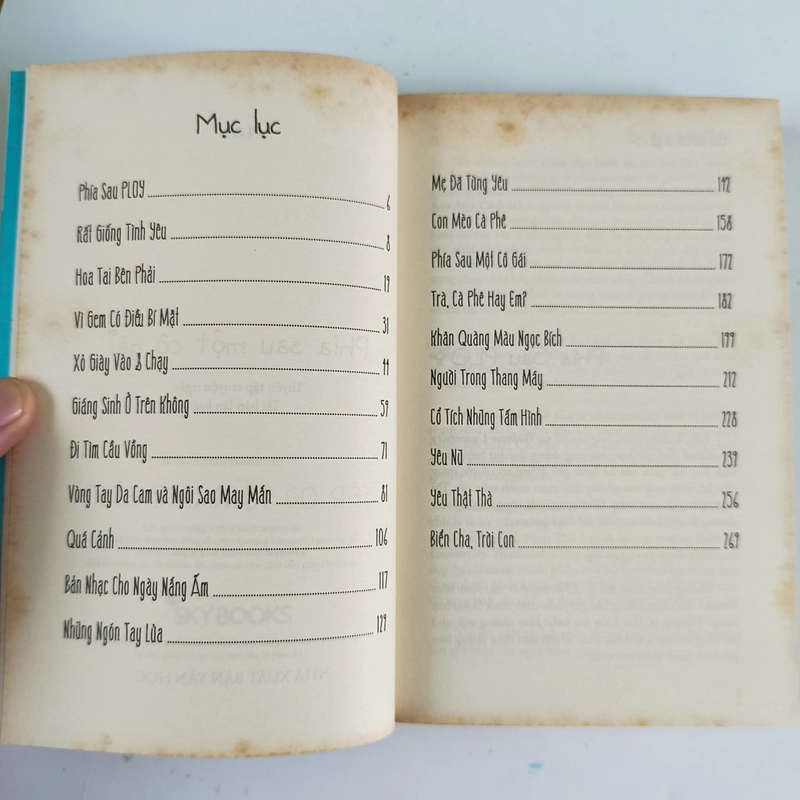 Mục lục
Phía Sau PLOY 6
Rất Giống Tình Yêu 8
Hoa Tai Bên Phải 19
Vì Gem Có Điều Bí Mật 31
Xỏ Giày Vào & Chạy 44
Giáng Sinh Ở Trên Không 59
Đi Tìm Cầu Vồng 71
Vòng Tay Da Cam và Ngôi Sao May Mắn 81
Quá Cảnh 106
Bản Nhạc Cho Ngày Nắng Ấm 117
Những Ngón Tay Lửa 129
Mẹ Đã Từng Yêu 142
Con Mèo Cà Phê 158
Phía Sau Một Cô Gái 172
Trà, Cà Phê Hay Em? 182
Khăn Quàng Màu Ngọc Bích 199
Người Trong Thang Máy 212
Cổ Tích Những Tấm Hình 228
Yêu Nữ 239
Yêu Thật Thà 256
Biển Cha, Trời Con 269